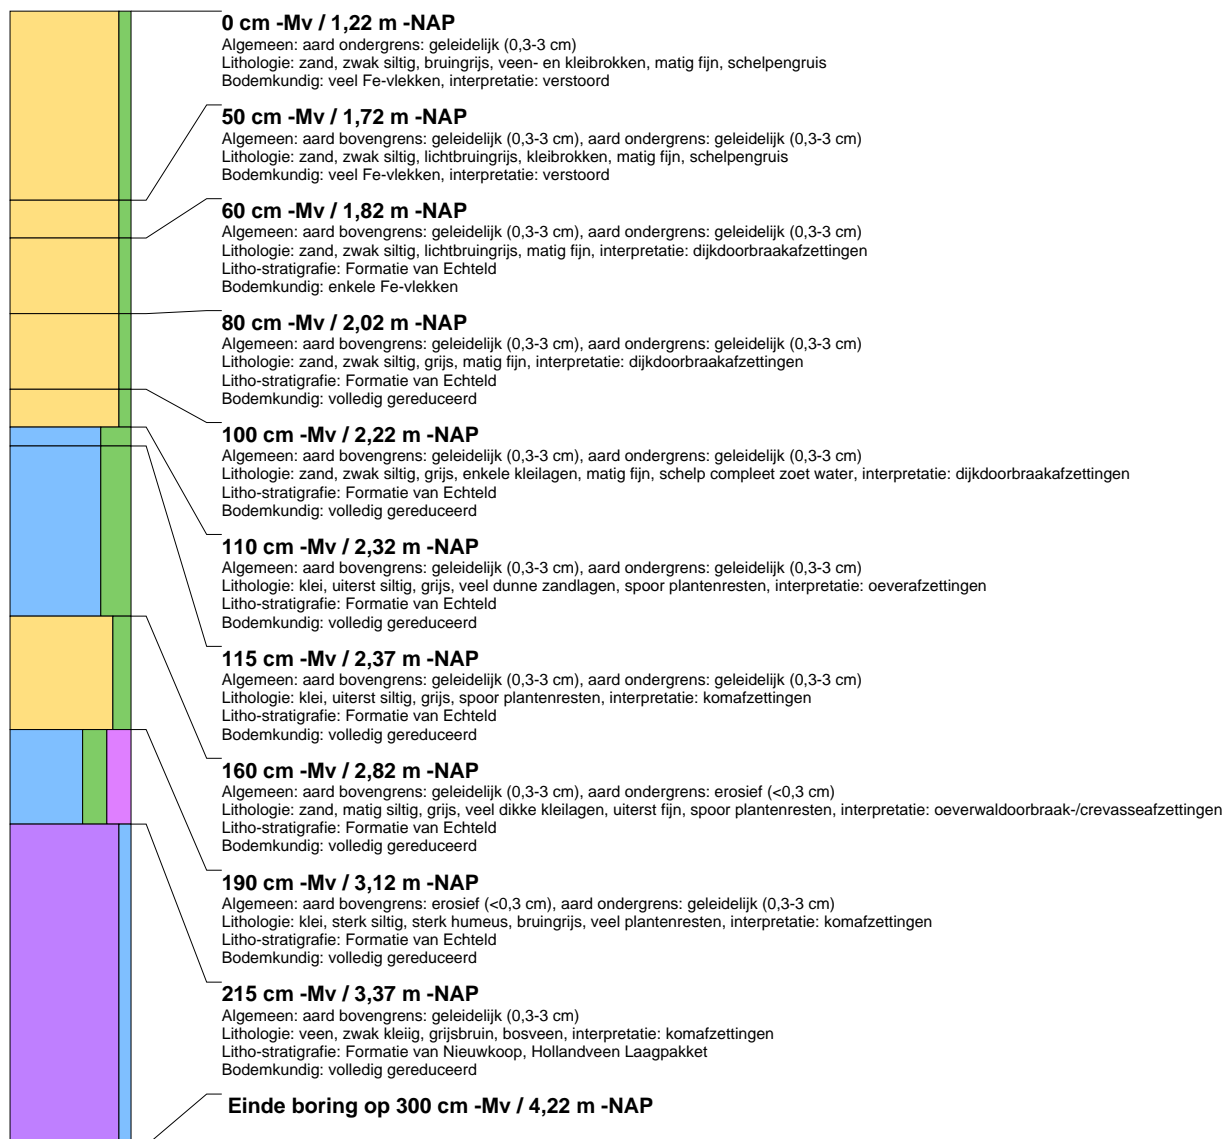 0 cm -Mv / 1,22 m -NAP
Algemeen: aard ondergrens: geleidelijk (0,3-3 cm)
Lithologie: zand, zwak siltig, bruingrijs, veen- en kleibrokken, matig fijn, schelpengruis
Bodemkundig: veel Fe-vlekken, interpretatie: verstoord
50 cm -Mv / 1,72 m -NAP
Algemeen: aard bovengrens: geleidelijk (0,3-3 cm), aard ondergrens: geleidelijk (0,3-3 cm)
Lithologie: zand, zwak siltig, lichtbruingrijs, kleibrokken, matig fijn, schelpengruis
Bodemkundig: veel Fe-vlekken, interpretatie: verstoord
60 cm -Mv / 1,82 m -NAP
Algemeen: aard bovengrens: geleidelijk (0,3-3 cm), aard ondergrens: geleidelijk (0,3-3 cm)
Lithologie: zand, zwak siltig, lichtbruingrijs, matig fijn, interpretatie: dijkdoorbraakafzettingen
Litho-stratigrafie: Formatie van Echteld
Bodemkundig: enkele Fe-vlekken
80 cm -Mv / 2,02 m -NAP
Algemeen: aard bovengrens: geleidelijk (0,3-3 cm), aard ondergrens: geleidelijk (0,3-3 cm)
Lithologie: zand, zwak siltig, grijs, matig fijn, interpretatie: dijkdoorbraakafzettingen
Litho-stratigrafie: Formatie van Echteld
Bodemkundig: volledig gereduceerd
100 cm -Mv / 2,22 m -NAP
Algemeen: aard bovengrens: geleidelijk (0,3-3 cm), aard ondergrens: geleidelijk (0,3-3 cm)
Lithologie: zand, zwak siltig, grijs, enkele kleilagen, matig fijn, schelp compleet zoet water, interpretatie: dijkdoorbraakafzettingen
Litho-stratigrafie: Formatie van Echteld
Bodemkundig: volledig gereduceerd
110 cm -Mv / 2,32 m -NAP
Algemeen: aard bovengrens: geleidelijk (0,3-3 cm), aard ondergrens: geleidelijk (0,3-3 cm)
Lithologie: klei, uiterst siltig, grijs, veel dunne zandlagen, spoor plantenresten, interpretatie: oeverafzettingen
Litho-stratigrafie: Formatie van Echteld
Bodemkundig: volledig gereduceerd
115 cm -Mv / 2,37 m -NAP
Algemeen: aard bovengrens: geleidelijk (0,3-3 cm), aard ondergrens: geleidelijk (0,3-3 cm)
Lithologie: klei, uiterst siltig, grijs, spoor plantenresten, interpretatie: komafzettingen
Litho-stratigrafie: Formatie van Echteld
Bodemkundig: volledig gereduceerd
160 cm -Mv / 2,82 m -NAP
Algemeen: aard bovengrens: geleidelijk (0,3-3 cm), aard ondergrens: erosief (<0,3 cm)
Lithologie: zand, matig siltig, grijs, veel dikke kleilagen, uiterst fijn, spoor plantenresten, interpretatie: oeverwaldoorbraak-/crevasseafzettingen
Litho-stratigrafie: Formatie van Echteld
Bodemkundig: volledig gereduceerd
190 cm -Mv / 3,12 m -NAP
Algemeen: aard bovengrens: erosief (<0,3 cm), aard ondergrens: geleidelijk (0,3-3 cm)
Lithologie: klei, sterk siltig, sterk humeus, bruingrijs, veel plantenresten, interpretatie: komafzettingen
Litho-stratigrafie: Formatie van Echteld
Bodemkundig: volledig gereduceerd
215 cm -Mv / 3,37 m -NAP
Algemeen: aard bovengrens: geleidelijk (0,3-3 cm)
Lithologie: veen, zwak kleiig, grijsbruin, bosveen, interpretatie: komafzettingen
Litho-stratigrafie: Formatie van Nieuwkoop, Hollandveen Laagpakket
Bodemkundig: volledig gereduceerd
Einde boring op 300 cm -Mv / 4,22 m -NAP